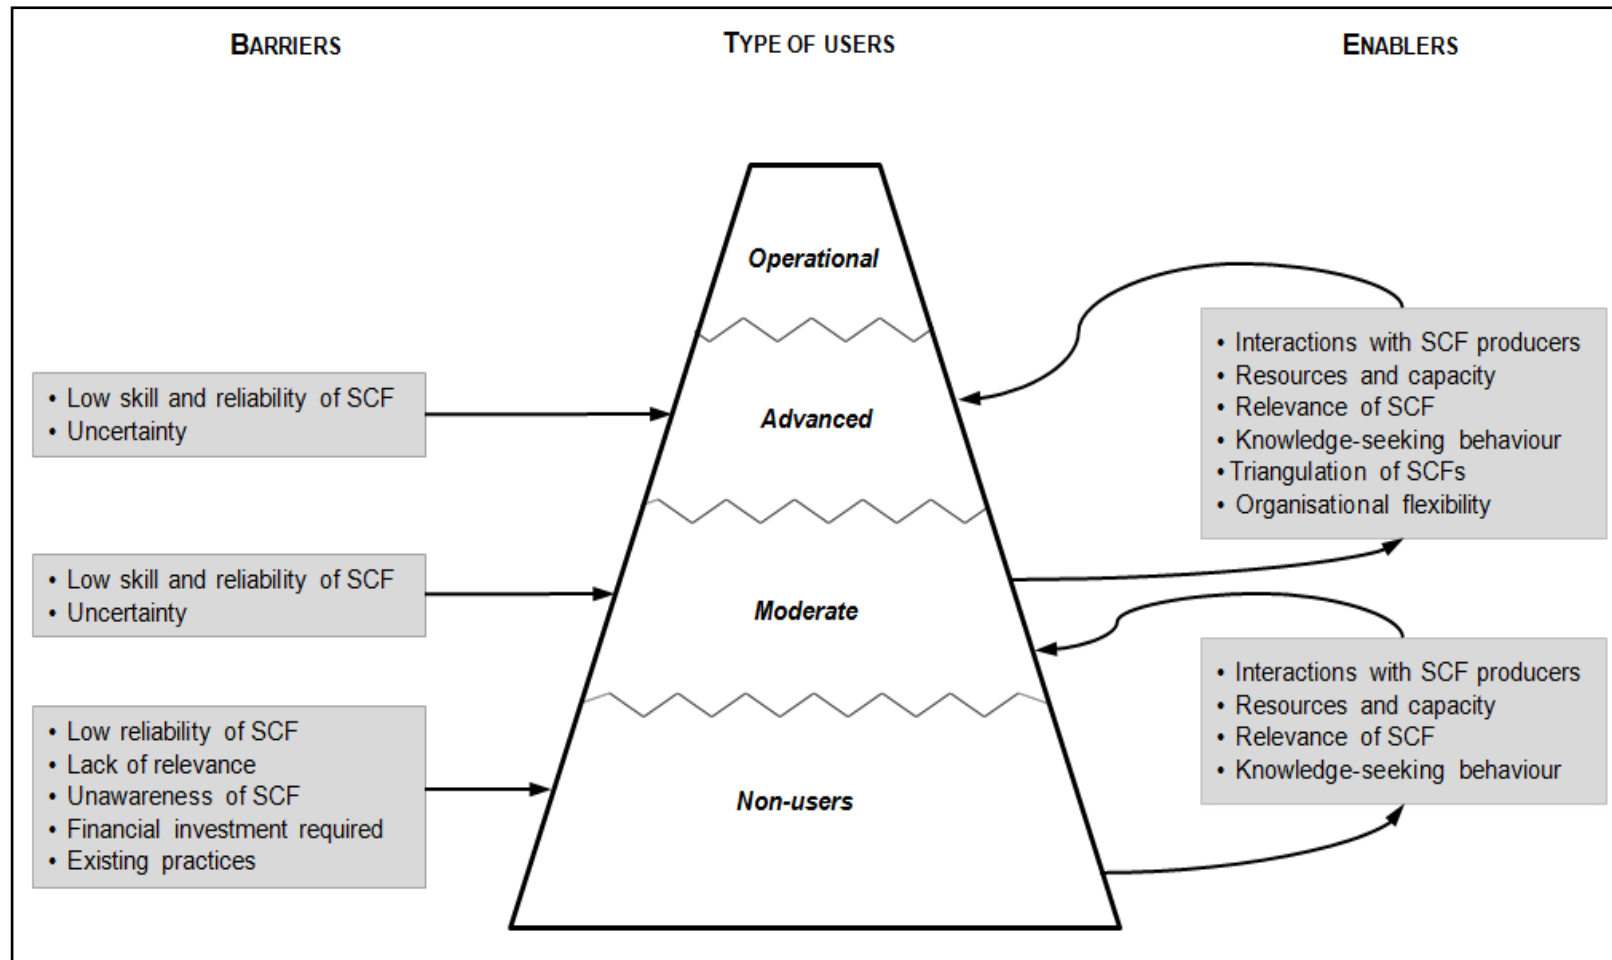 BARRIERS
TYPE OF USERS
ENABLERS
Operational
Advanced
Moderate
Non-users
• Low skill and reliability of SCF
• Uncertainty
• Low skill and reliability of SCF
• Uncertainty
• Low reliability of SCF
• Lack of relevance
• Unawareness of SCF
• Financial investment required
• Existing practices
• Interactions with SCF producers
• Resources and capacity
• Relevance of SCF
• Knowledge-seeking behaviour
• Triangulation of SCFs
• Organisational flexibility
• Interactions with SCF producers
• Resources and capacity
• Relevance of SCF
• Knowledge-seeking behaviour